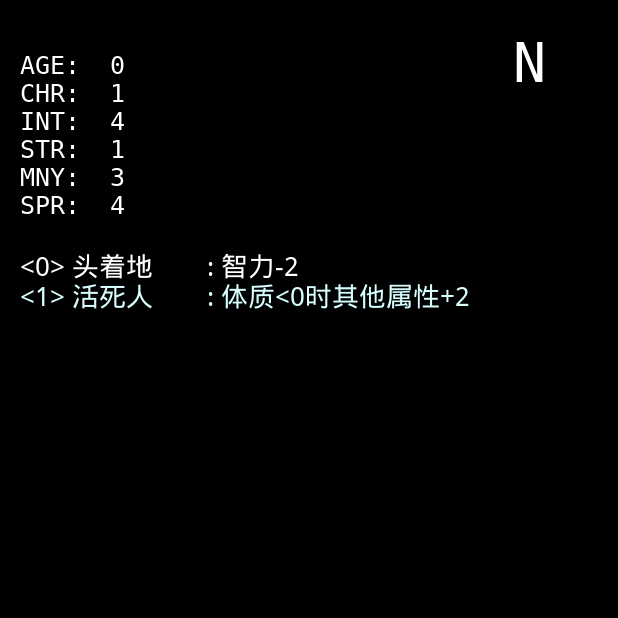 N
AGE: 0
CHR: 1
INT: 4
STR: 1
MNY: 3
SPR: 4
<0> 头着地 : 智力-2
<1> 活死人 : 体质<0时其他属性+2